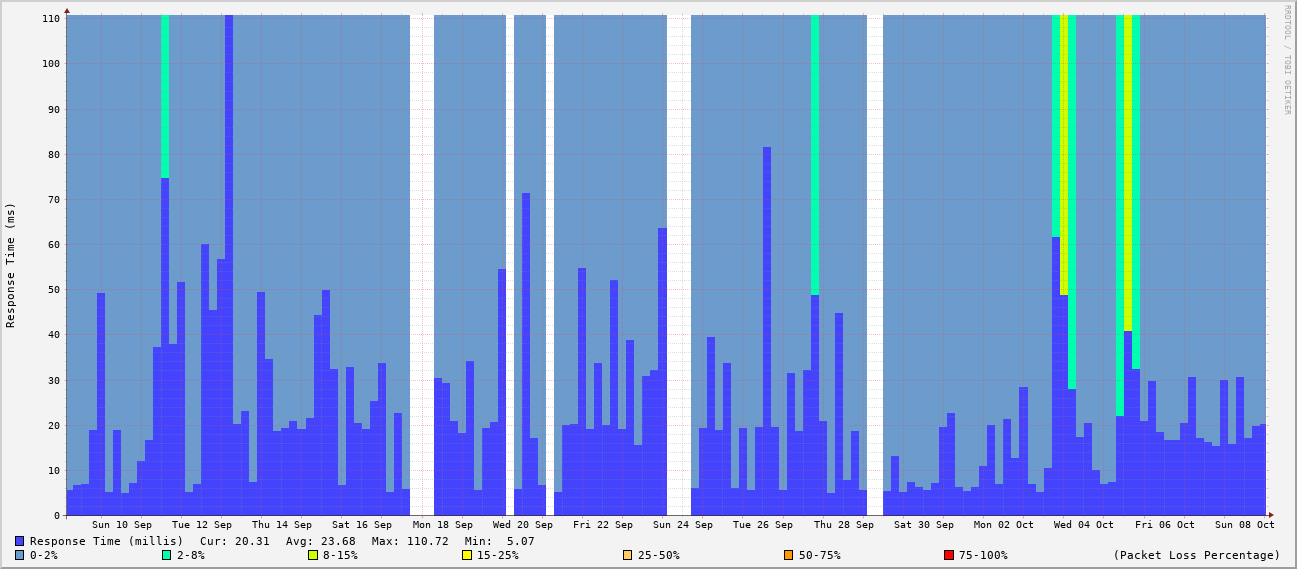 RRDTOOL / TOBI OETIKER
Response Time (ms)
110
100
90
80
70
60
50
40
30
20
10
0
Sun 10 Sep Tue 12 Sep Thu 14 Sep Sat 16 Sep Mon 18 Sep Wed 20 Sep Fri 22 Sep Sun 24 Sep Tue 26 Sep Thu 28 Sep Sat 30 Sep Mon 02 Oct Wed 04 Oct Fri 06 Oct Sun 08 Oct
Response Time (millis) Cur: 20.31 Avg: 23.68 Max: 110.72 Min: 5.07
0-2% 2-8% 8-15% 15-25% 25-50% 50-75% 75-100% (Packet Loss Percentage)